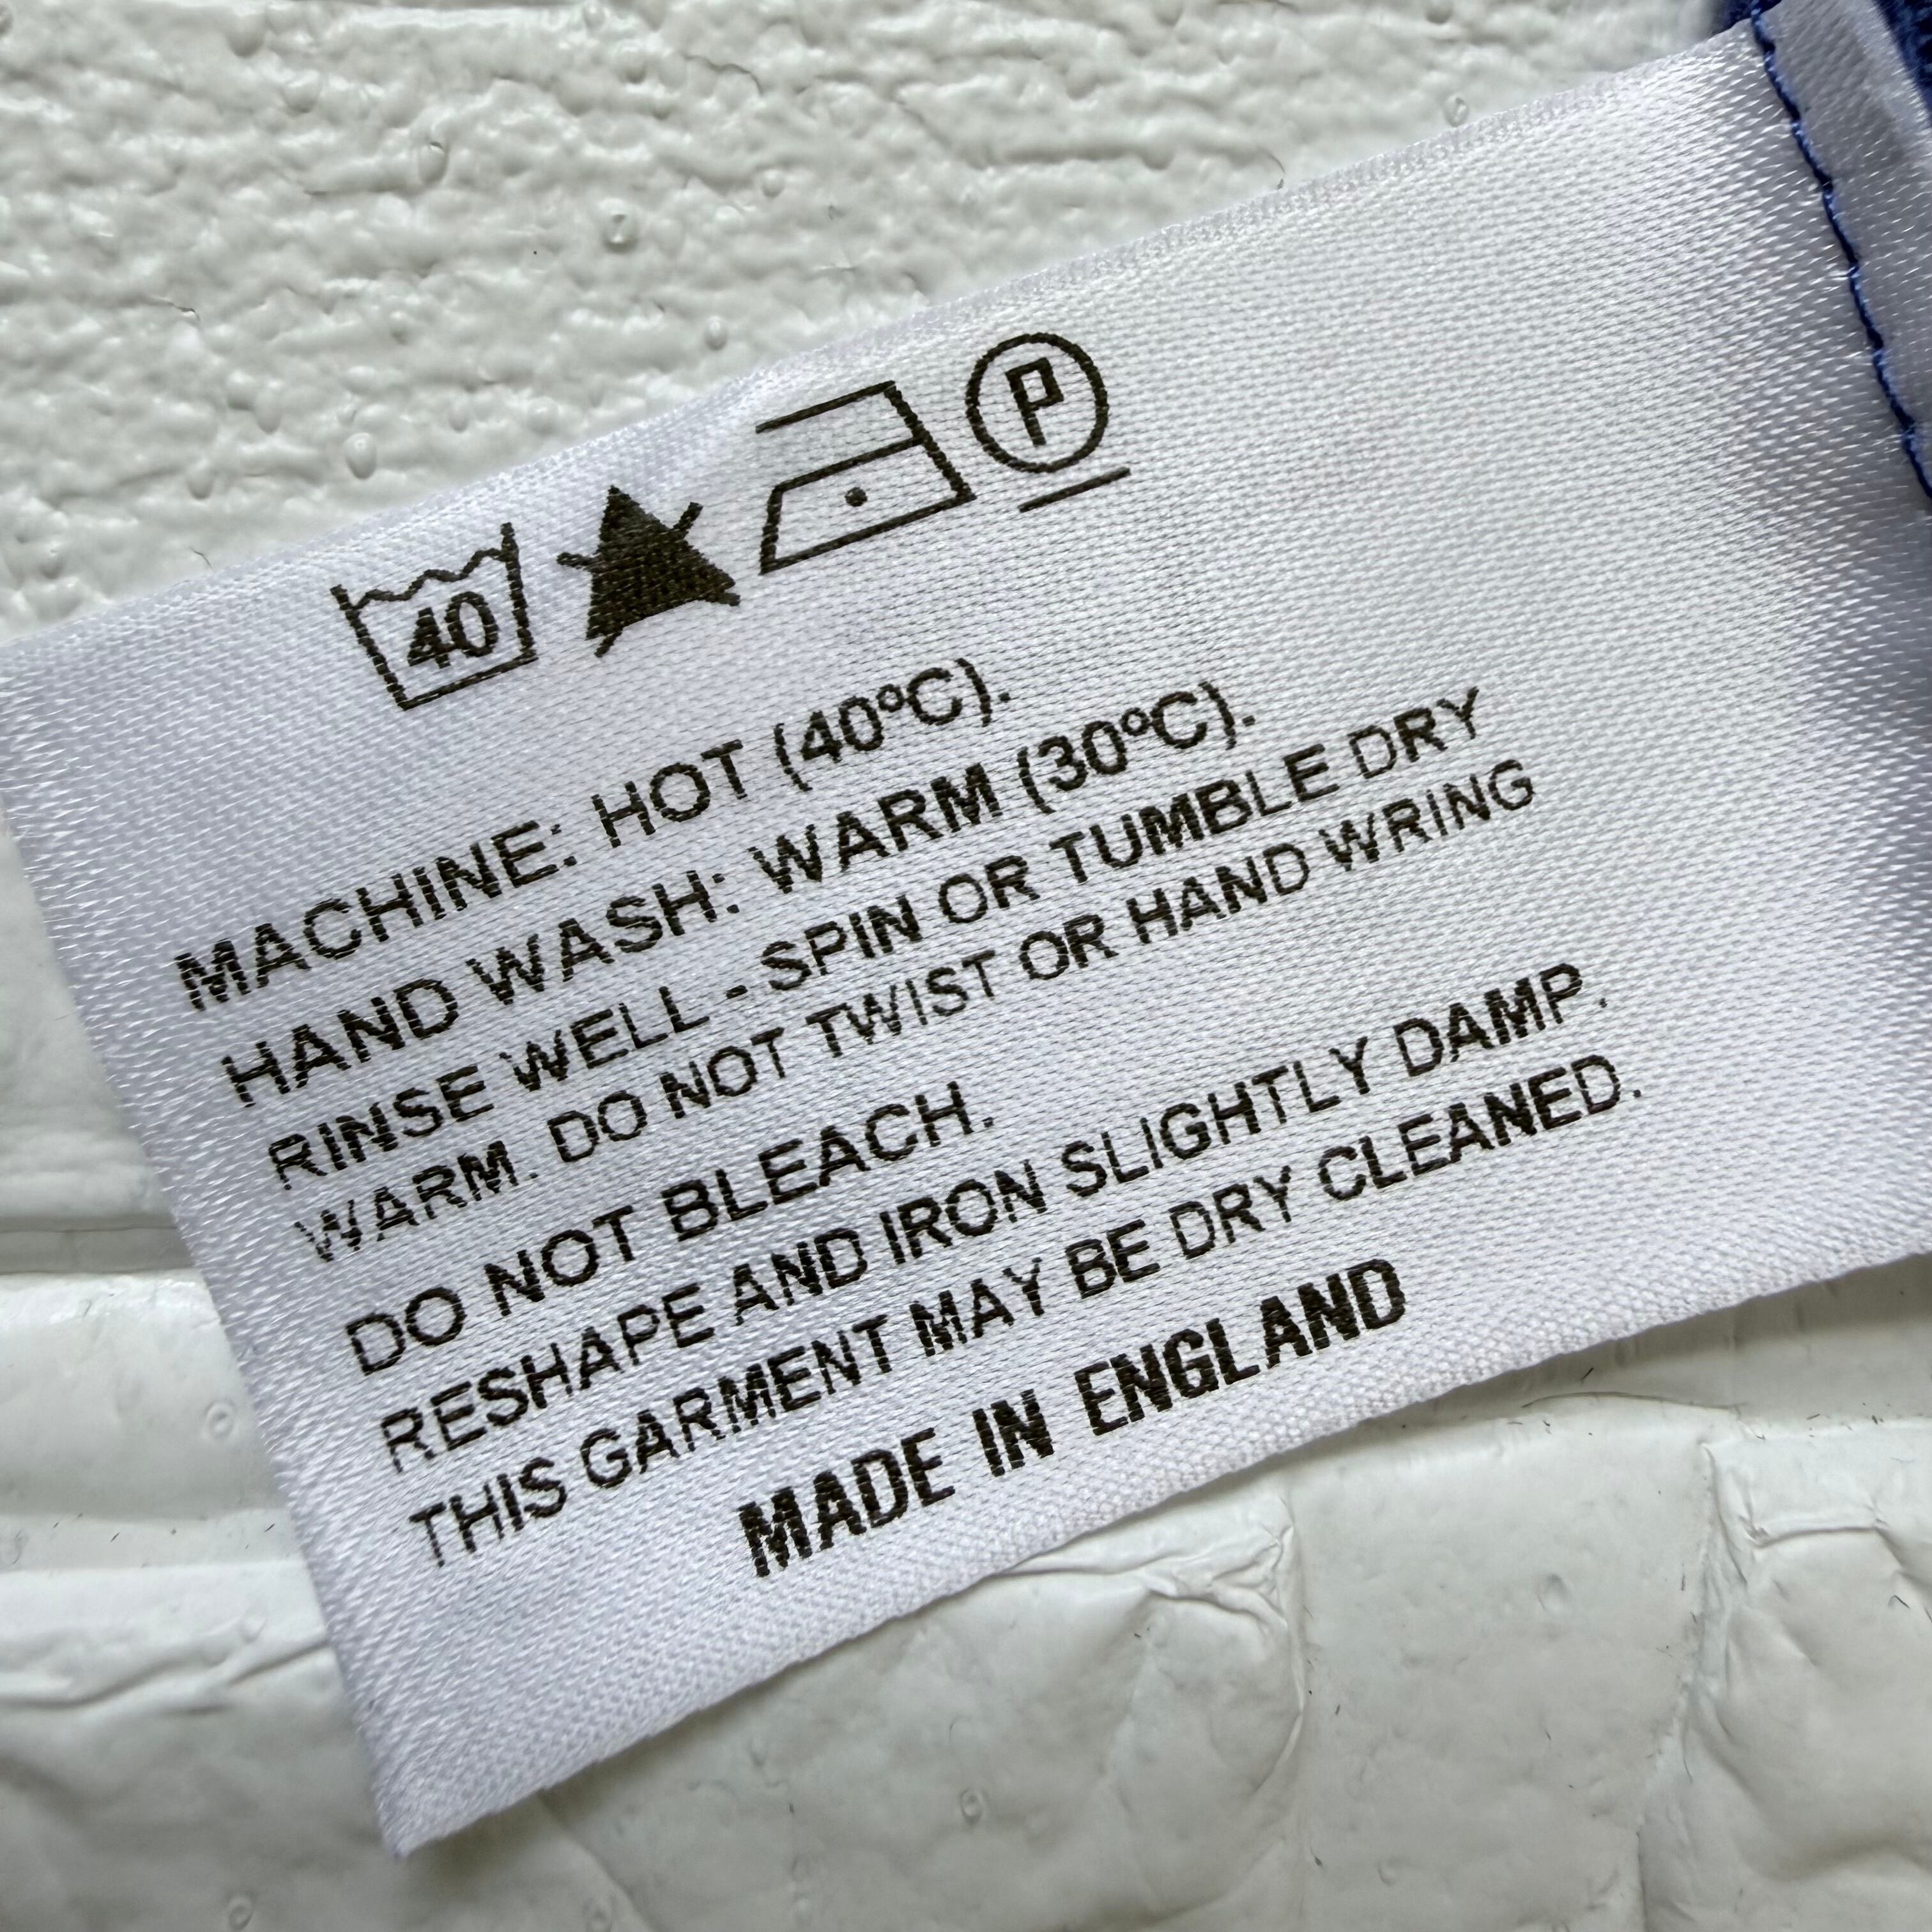 40 P
MACHINE: HOT (40°C).
HAND WASH: WARM (30°C).
RINSE WELL - SPIN OR TUMBLE DRY
WARM. DO NOT TWIST OR HAND WRING
DO NOT BLEACH.
RESHAPE AND IRON SLIGHTLY DAMP.
THIS GARMENT MAY BE DRY CLEANED.
MADE IN ENGLAND